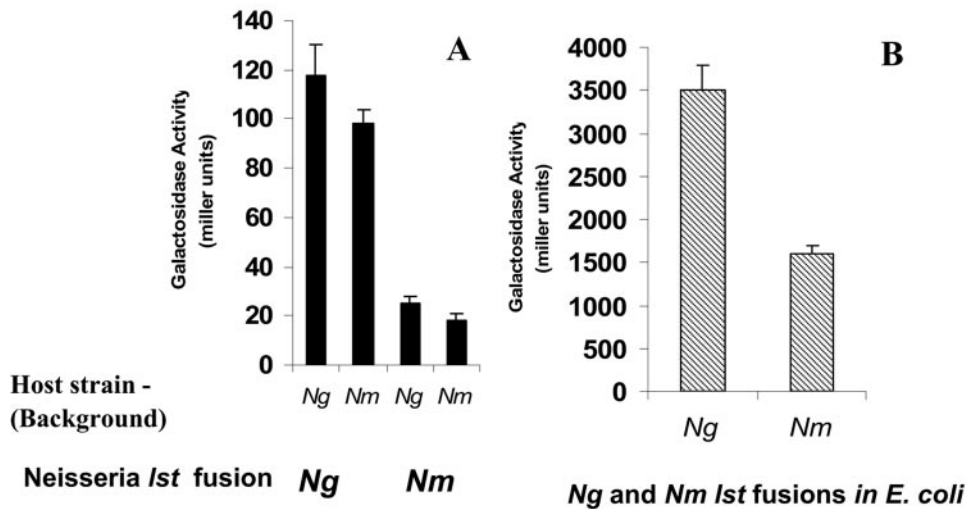 A
Galactosidase Activity
(miller units)
140
120
100
80
60
40
20
0
Ng Nm Ng Nm
Host strain -
(Background)
Neisseria lst fusion Ng Nm
B
Galactosidase Activity
(miller units)
4000
3500
3000
2500
2000
1500
1000
500
0
Ng Nm
Ng and Nm lst fusions in E. coli